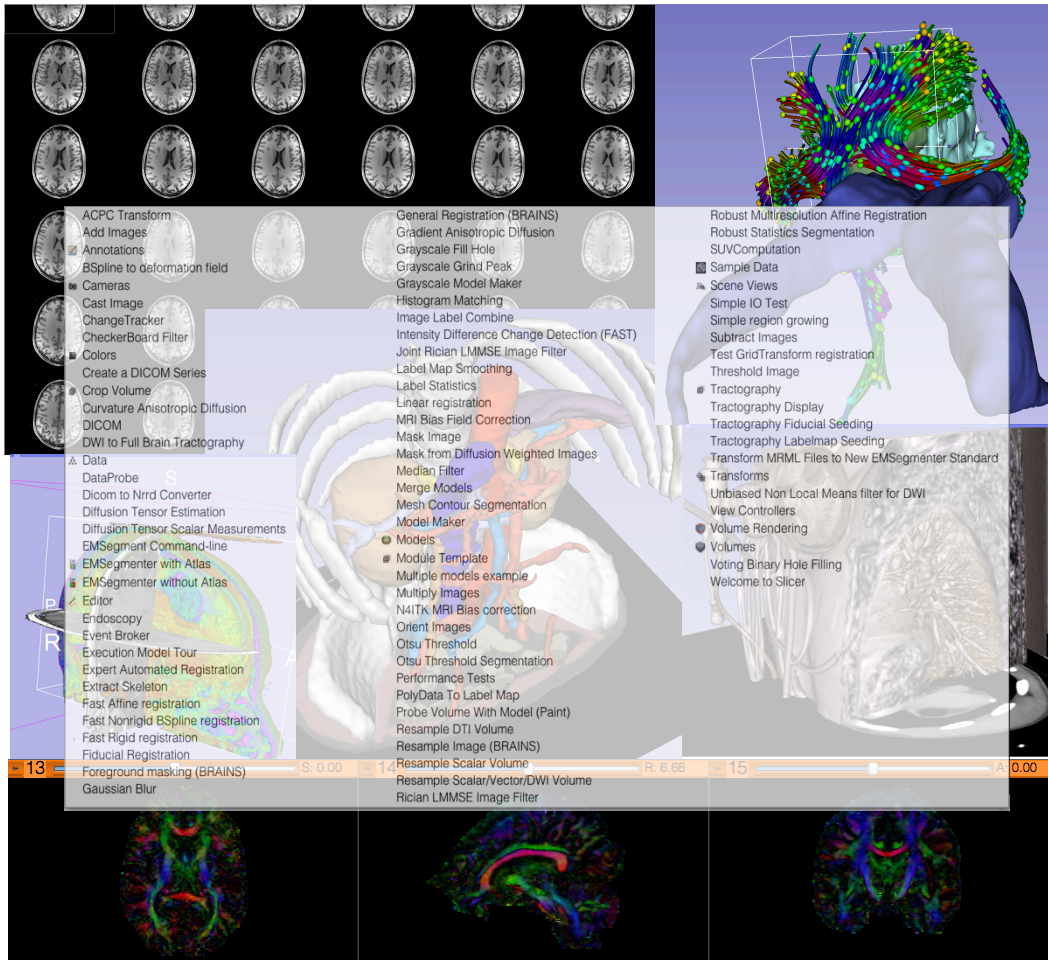 ACPC Transform
Add Images
Annotations
BSpline to deformation field
Cameras
Cast Image
ChangeTracker
CheckerBoard Filter
Colors
Create a DICOM Series
Crop Volume
Curvature Anisotropic Diffusion
DICOM
DWI to Full Brain Tractography
Data
DataProbe
Dicom to Nrrd Converter
Diffusion Tensor Estimation
Diffusion Tensor Scalar Measurements
EMSegment Command-line
EMSegmenter with Atlas
EMSegmenter without Atlas
Editor
Endoscopy
Event Broker
Execution Model Tour
Expert Automated Registration
Extract Skeleton
Fast Affine registration
Fast Nonrigid BSpline registration
Fast Rigid registration
Fiducial Registration
Foreground masking (BRAINS)
Gaussian Blur
General Registration (BRAINS)
Gradient Anisotropic Diffusion
Grayscale Fill Hole
Grayscale Grind Peak
Grayscale Model Maker
Histogram Matching
Image Label Combine
Intensity Difference Change Detection (FAST)
Joint Rician LMMSE Image Filter
Label Map Smoothing
Label Statistics
Linear registration
MRI Bias Field Correction
Mask Image
Mask from Diffusion Weighted Images
Median Filter
Merge Models
Mesh Contour Segmentation
Model Maker
Models
Module Template
Multiple models example
Multiply Images
N4ITK MRI Bias correction
Orient Images
Otsu Threshold
Otsu Threshold Segmentation
Performance Tests
PolyData To Label Map
Probe Volume With Model (Paint)
Resample DTI Volume
Resample Image (BRAINS)
Resample Scalar Volume
Resample Scalar/Vector/DWI Volume
Rician LMMSE Image Filter
Robust Multiresolution Affine Registration
Robust Statistics Segmentation
SUVComputation
Sample Data
Scene Views
Simple IO Test
Simple region growing
Subtract Images
Test GridTransform registration
Threshold Image
Tractography
Tractography Display
Tractography Fiducial Seeding
Tractography Labelmap Seeding
Transform MRML Files to New EMSegmenter Standard
Transforms
Unbiased Non Local Means filter for DWI
View Controllers
Volume Rendering
Volumes
Voting Binary Hole Filling
Welcome to Slicer
S
P
R
A
13 S: 0.00
14 R: 6.66
15 A: 0.00